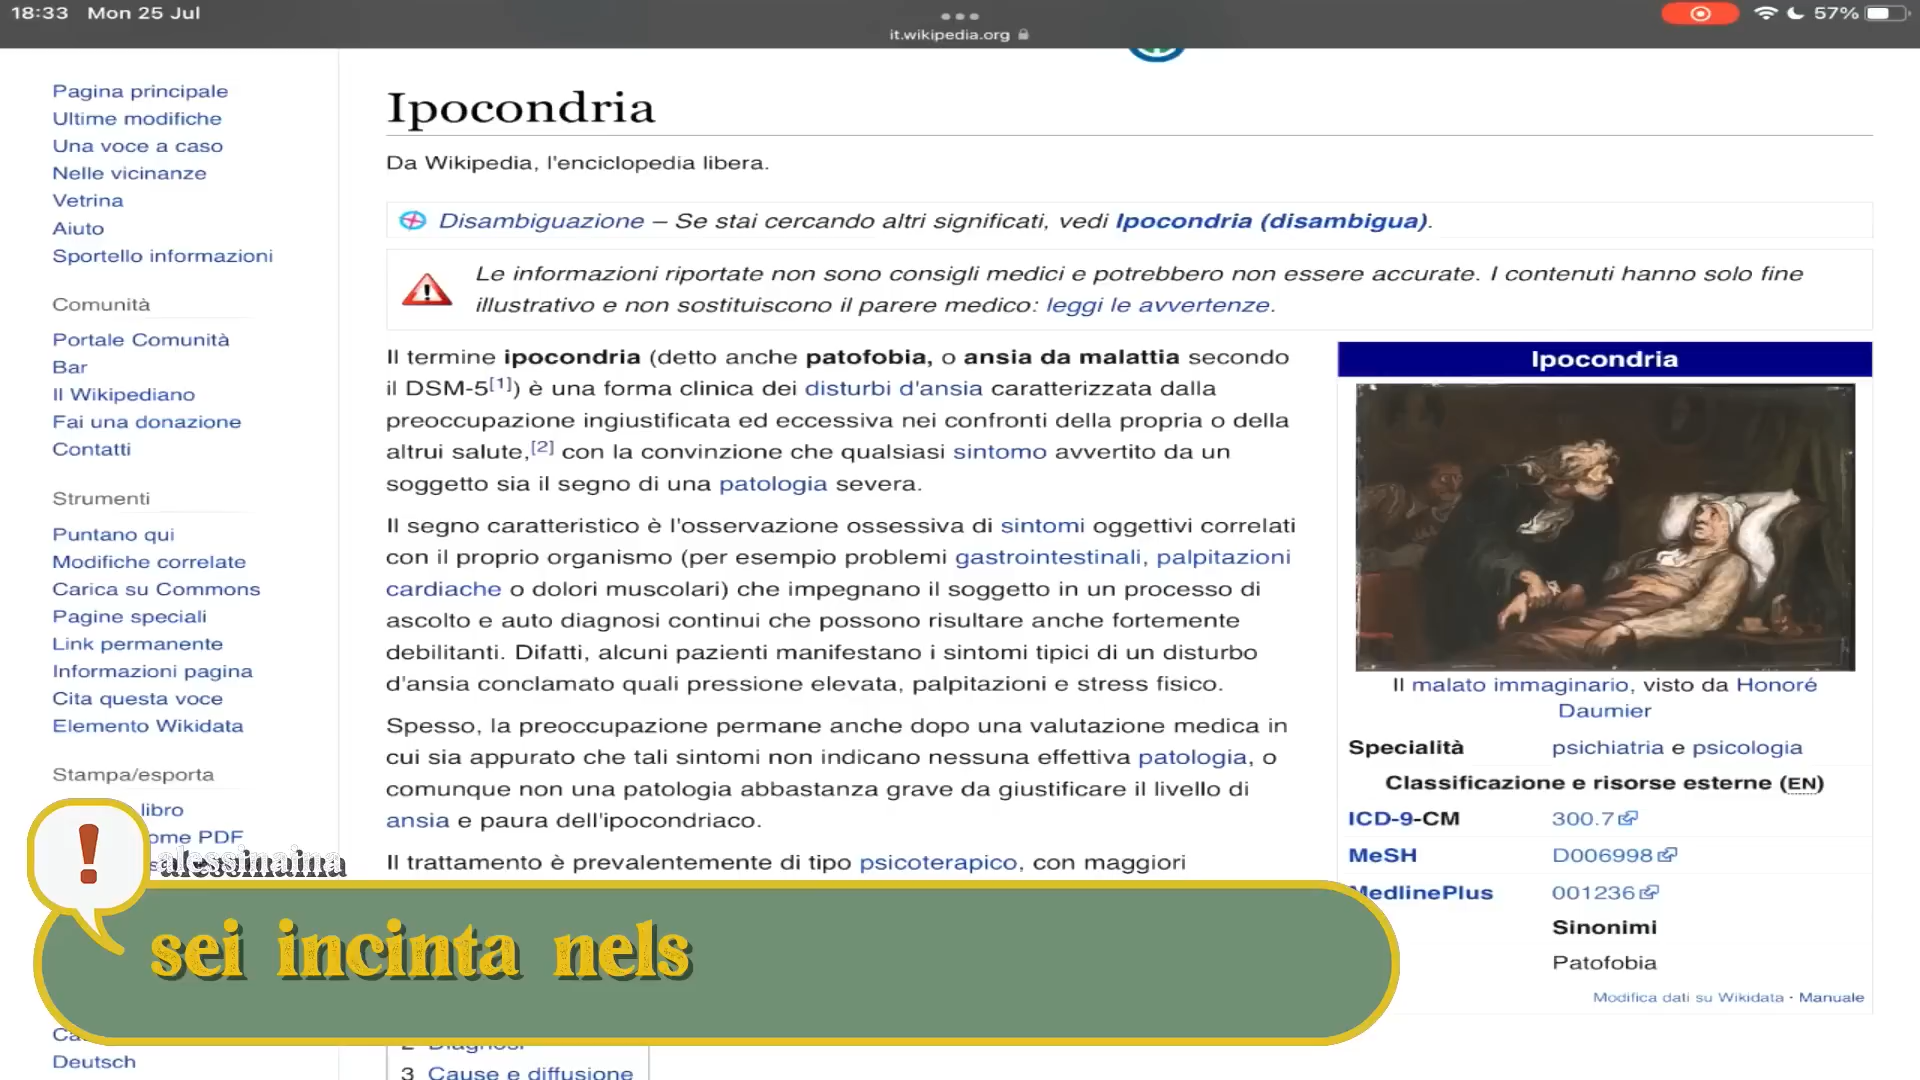 18:33 Mon 25 Jul
it.wikipedia.org
57%
Pagina principale
Ultime modifiche
Una voce a caso
Nelle vicinanze
Vetrina
Aiuto
Sportello informazioni
Comunità
Portale Comunità
Bar
Il Wikipediano
Fai una donazione
Contatti
Strumenti
Puntano qui
Modifiche correlate
Carica su Commons
Pagine speciali
Link permanente
Informazioni pagina
Cita questa voce
Elemento Wikidata
Stampa/esporta
libro
PDF
Deutsch
Ipocondria
Da Wikipedia, l'enciclopedia libera.
Disambiguazione – Se stai cercando altri significati, vedi Ipocondria (disambigua).
Le informazioni riportate non sono consigli medici e potrebbero non essere accurate. I contenuti hanno solo fine
illustrativo e non sostituiscono il parere medico: leggi le avvertenze.
Il termine ipocondria (detto anche patofobia, o ansia da malattia secondo
il DSM-5[1]) è una forma clinica dei disturbi d'ansia caratterizzata dalla
preoccupazione ingiustificata ed eccessiva nei confronti della propria o della
altrui salute,[2] con la convinzione che qualsiasi sintomo avvertito da un
soggetto sia il segno di una patologia severa.
Il segno caratteristico è l'osservazione ossessiva di sintomi oggettivi correlati
con il proprio organismo (per esempio problemi gastrointestinali, palpitazioni
cardiache o dolori muscolari) che impegnano il soggetto in un processo di
ascolto e auto diagnosi continui che possono risultare anche fortemente
debilitanti. Difatti, alcuni pazienti manifestano i sintomi tipici di un disturbo
d'ansia conclamato quali pressione elevata, palpitazioni e stress fisico.
Spesso, la preoccupazione permane anche dopo una valutazione medica in
cui sia appurato che tali sintomi non indicano nessuna effettiva patologia, o
comunque non una patologia abbastanza grave da giustificare il livello di
ansia e paura dell'ipocondriaco.
Il trattamento è prevalentemente di tipo psicoterapico, con maggiori
2 Diagnosi
3 Cause e diffusione
Ipocondria
Il malato immaginario, visto da Honoré
Daumier
Specialità psichiatria e psicologia
Classificazione e risorse esterne (EN)
ICD-9-CM 300.7
MeSH D006998
MedlinePlus 001236
Sinonimi
Patofobia
Modifica dati su Wikidata · Manuale
!
alessinaina
sei incinta nels